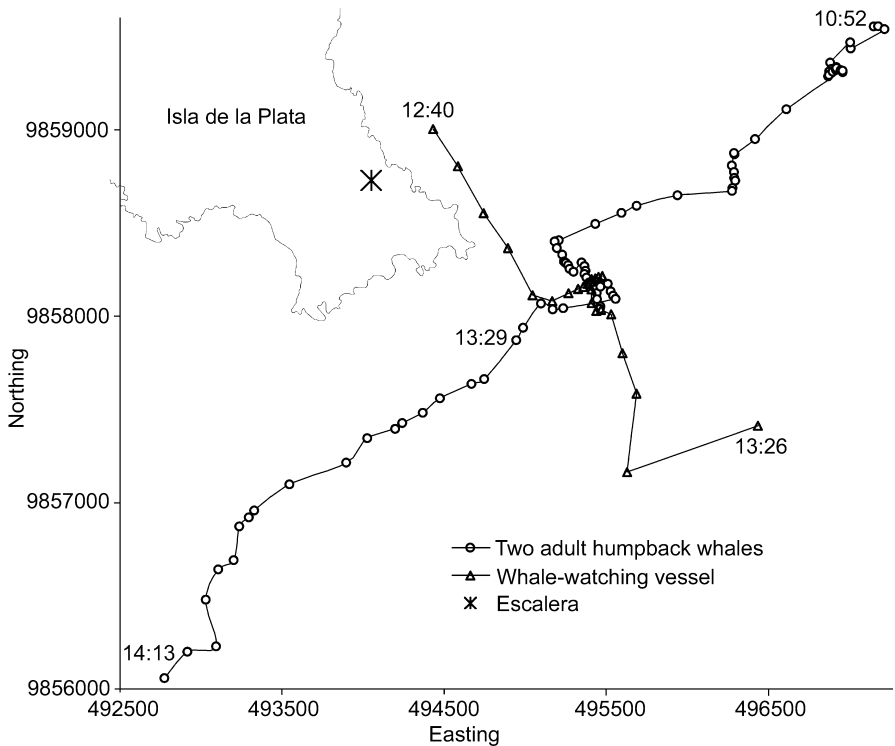 10:52
Isla de la Plata
12:40
9859000
9858000
13:29
Northing
13:26
9857000
Two adult humpback whales
Whale-watching vessel
Escalera
14:13
9856000
492500 493500 494500 495500 496500
Easting